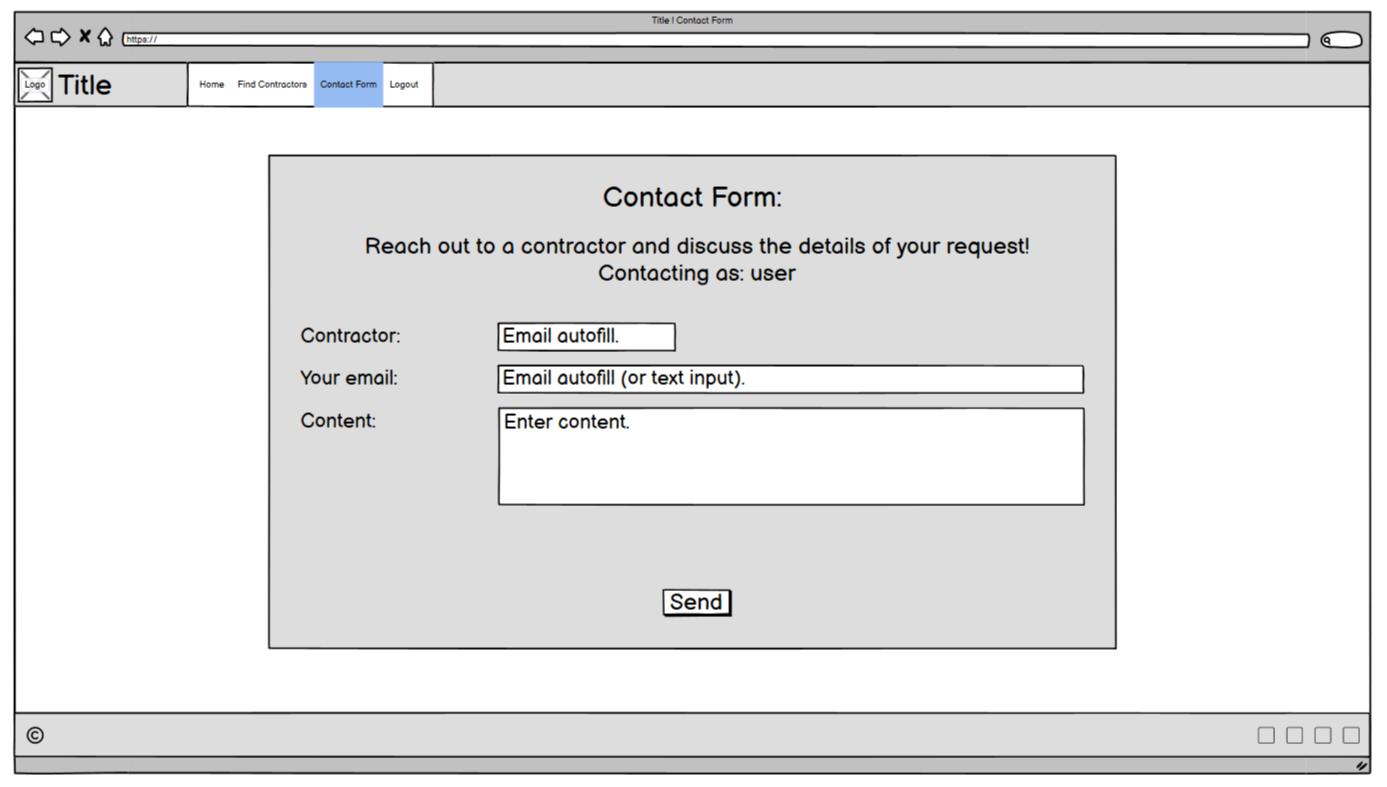 Title | Contact Form
https://
Logo
Title
Home Find Contractors Contact Form Logout
Contact Form:
Reach out to a contractor and discuss the details of your request!
Contacting as: user
Contractor: Email autofill.
Your email: Email autofill (or text input).
Content: Enter content.
Send
©